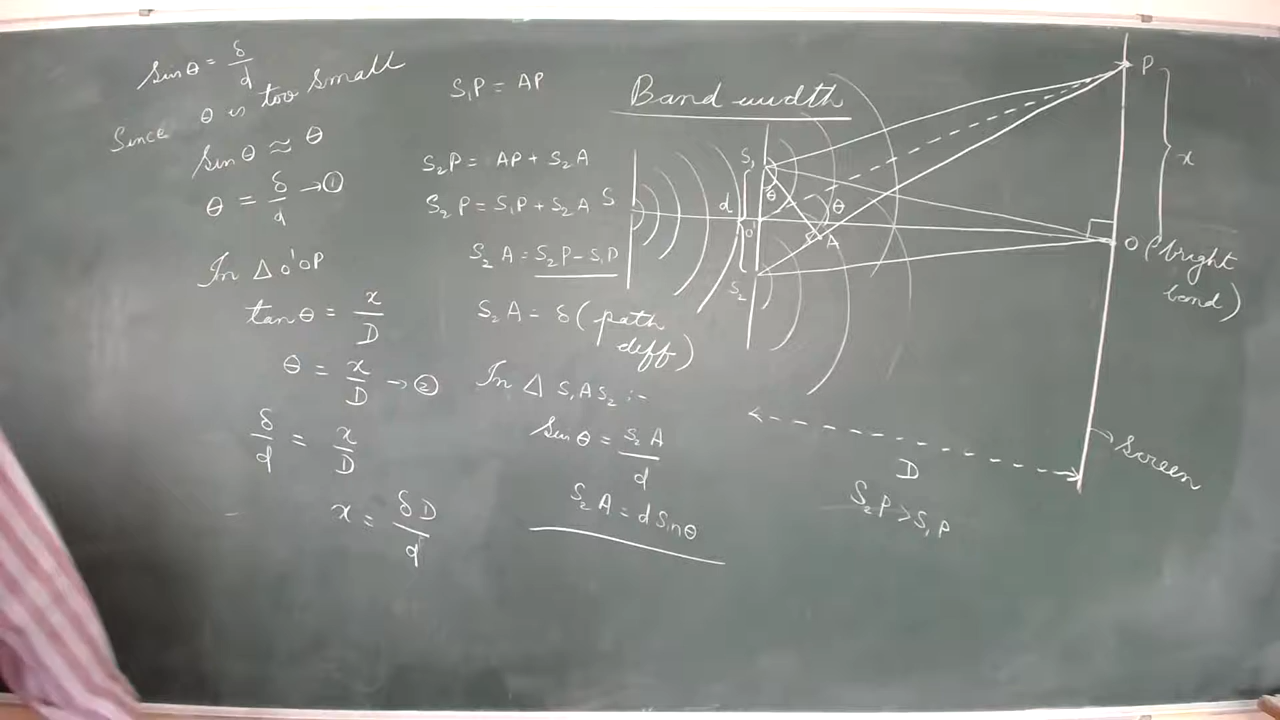 Sinθ = δ/d
Since θ is too small
Sinθ ≈ θ
θ = δ/d → ①
In Δ O'OP
tanθ = x/D
θ = x/D → ②
δ/d = x/D
x = δD/d
S₁P = AP
S₂P = AP + S₂A
S₂P = S₁P + S₂A
S₂A = S₂P - S₁P
S₂A = δ (path
diff)
In Δ S₁AS₂ :-
Sinθ = S₂A/d
S₂A = d Sinθ
Band width
S
S₁
d
O'
S₂
θ
θ
A
P
x
O (bright
band)
D
Screen
S₂P > S₁P